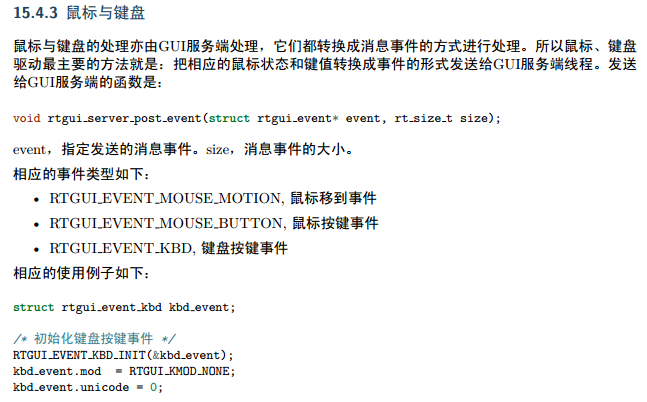 15.4.3 鼠标与键盘
鼠标与键盘的处理亦由GUI服务端处理，它们都转换成消息事件的方式进行处理。所以鼠标、键盘
驱动最主要的方法就是：把相应的鼠标状态和键值转换成事件的形式发送给GUI服务端线程。发送
给GUI服务端的函数是：
void rtgui_server_post_event(struct rtgui_event* event, rt_size_t size);
event，指定发送的消息事件。size，消息事件的大小。
相应的事件类型如下：
• RTGUI_EVENT_MOUSE_MOTION, 鼠标移到事件
• RTGUI_EVENT_MOUSE_BUTTON, 鼠标按键事件
• RTGUI_EVENT_KBD, 键盘按键事件
相应的使用例子如下：
struct rtgui_event_kbd kbd_event;
/* 初始化键盘按键事件 */
RTGUI_EVENT_KBD_INIT(&kbd_event);
kbd_event.mod = RTGUI_KMOD_NONE;
kbd_event.unicode = 0;